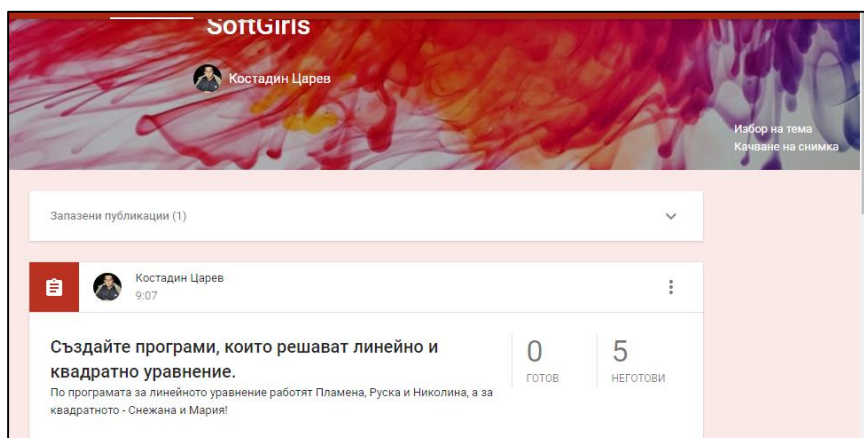 SoftGirls
Костадин Царев
Избор на тема
Качване на снимка
Запазени публикации (1)
Костадин Царев
9:07
Създайте програми, които решават линейно и
квадратно уравнение.
По програмата за линейното уравнение работят Пламена, Руска и Николина, а за
квадратното - Снежана и Мария!
0
ГОТОВ
5
НЕГОТОВИ